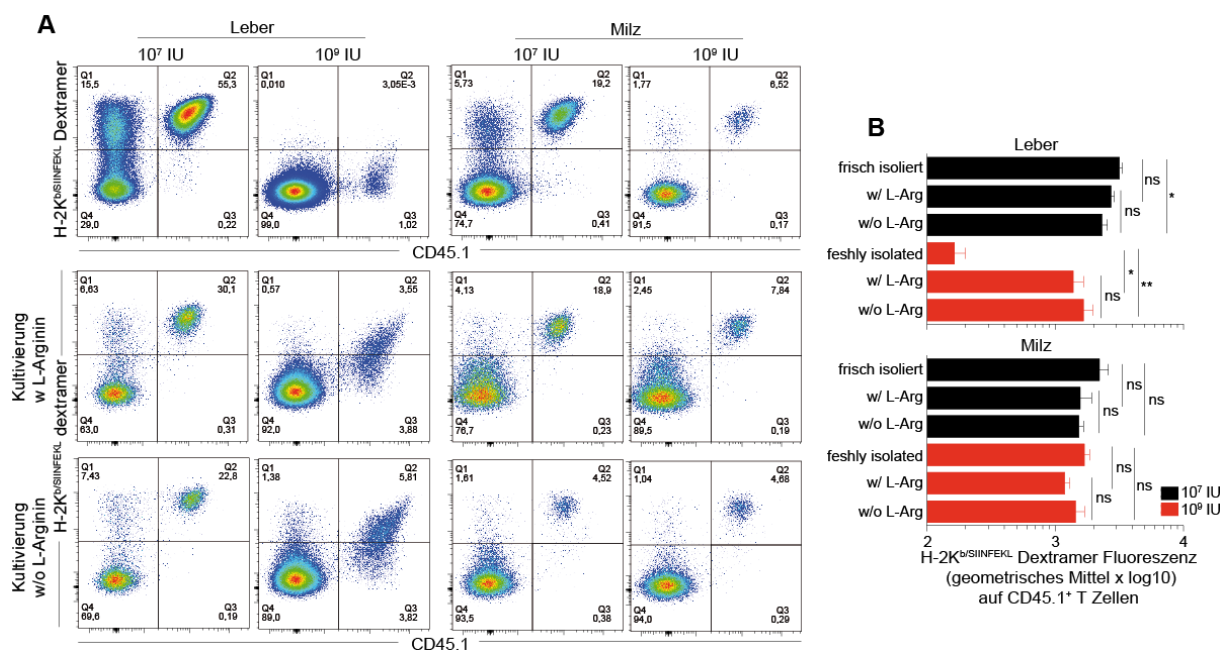 A
Leber
Milz
10⁷ IU
10⁹ IU
10⁷ IU
10⁹ IU
H-2Kᵇ/SIINFEKL Dextramer
Q1
15,5
Q2
55,3
Q4
29,0
Q3
0,22
Q1
0,010
Q2
3,05E-3
Q4
99,0
Q3
1,02
Q1
5,73
Q2
19,2
Q4
74,7
Q3
0,41
Q1
1,77
Q2
6,52
Q4
91,5
Q3
0,17
CD45.1
Kultivierung
w L-Arginin
Q1
6,63
Q2
30,1
Q4
63,0
Q3
0,31
Q1
0,57
Q2
3,55
Q4
92,0
Q3
3,88
Q1
4,13
Q2
18,9
Q4
76,7
Q3
0,23
Q1
2,45
Q2
7,84
Q4
89,5
Q3
0,19
H-2Kᵇ/SIINFEKL dextramer
Kultivierung
w/o L-Arginin
Q1
7,43
Q2
22,8
Q4
69,6
Q3
0,19
Q1
1,38
Q2
5,81
Q4
89,0
Q3
3,82
Q1
1,61
Q2
4,52
Q4
93,5
Q3
0,38
Q1
1,04
Q2
4,68
Q4
94,0
Q3
0,29
CD45.1
B
Leber
frisch isoliert
w/ L-Arg
w/o L-Arg
feshly isolated
w/ L-Arg
w/o L-Arg
ns
ns
*
ns
*
**
Milz
frisch isoliert
w/ L-Arg
w/o L-Arg
feshly isolated
w/ L-Arg
w/o L-Arg
ns
ns
ns
ns
ns
ns
10⁷ IU
10⁹ IU
2 3 4
H-2Kᵇ/SIINFEKL Dextramer Fluoreszenz
(geometrisches Mittel x log10)
auf CD45.1⁺ T Zellen